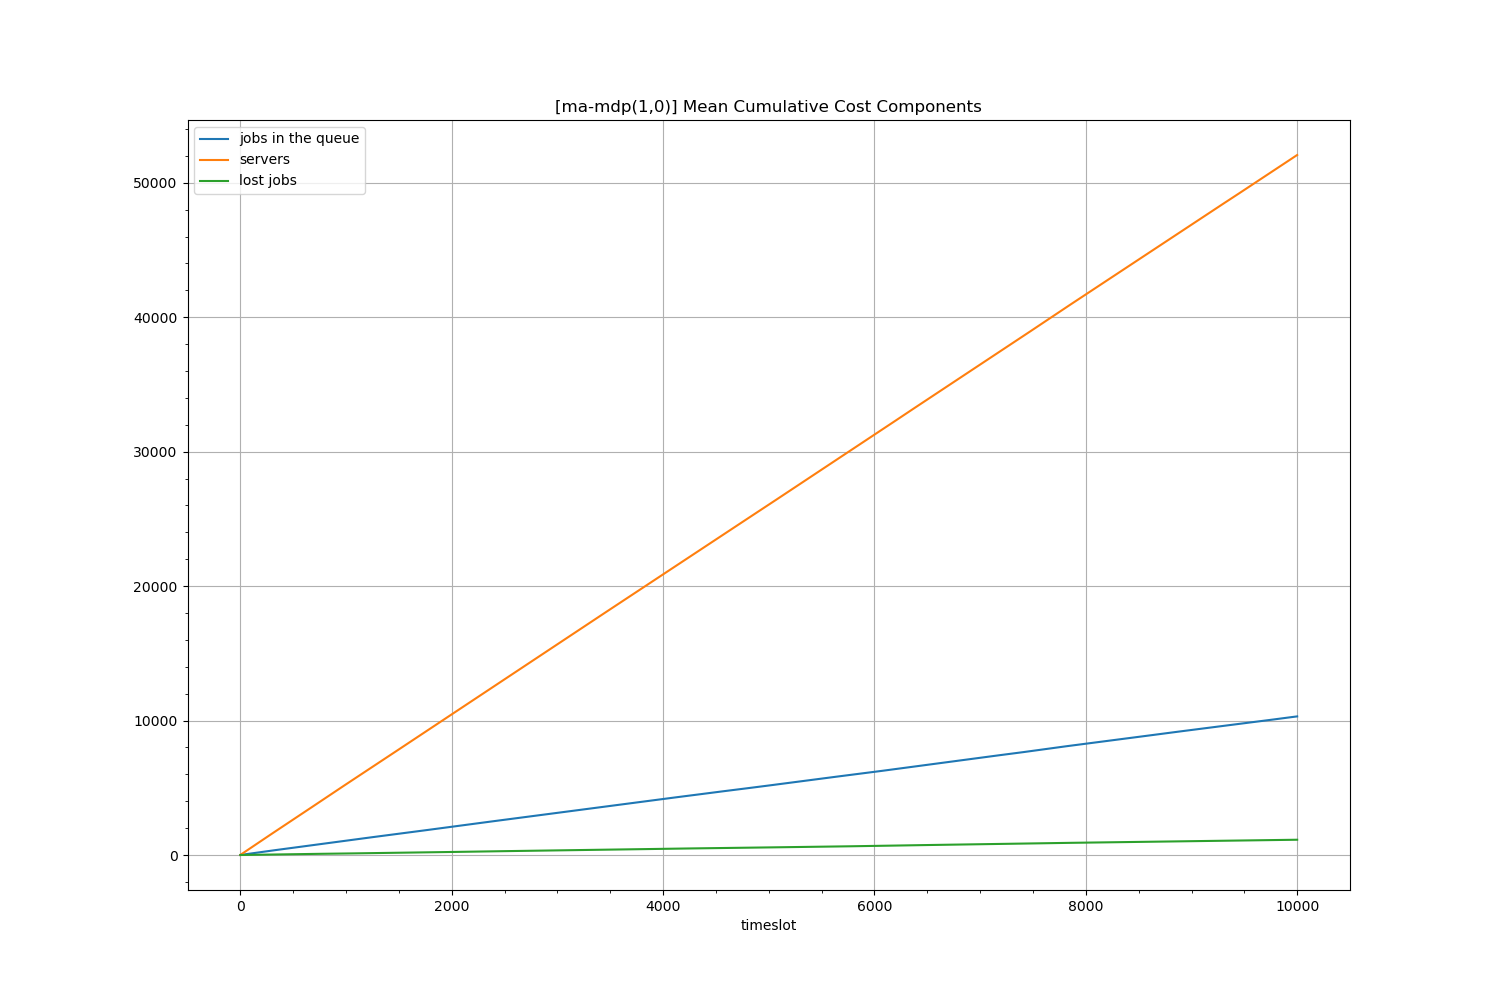 [ma-mdp(1,0)] Mean Cumulative Cost Components
jobs in the queue
servers
lost jobs
50000
40000
30000
20000
10000
0
0 2000 4000 6000 8000 10000
timeslot